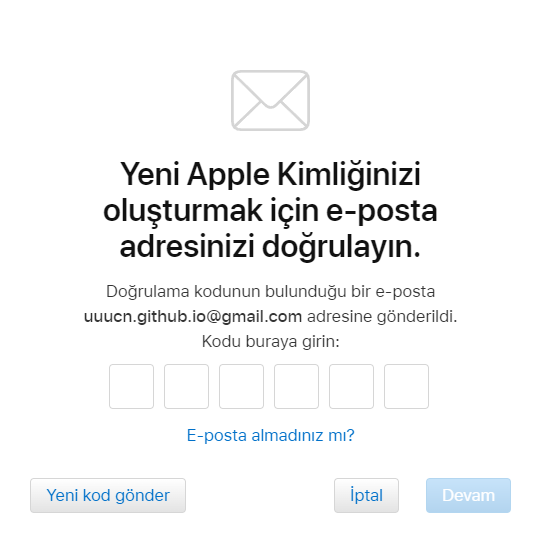 Yeni Apple Kimliğinizi
oluşturmak için e-posta
adresinizi doğrulayın.
Doğrulama kodunun bulunduğu bir e-posta
uuucn.github.io@gmail.com adresine gönderildi.
Kodu buraya girin:
E-posta almadınız mı?
Yeni kod gönder
İptal
Devam